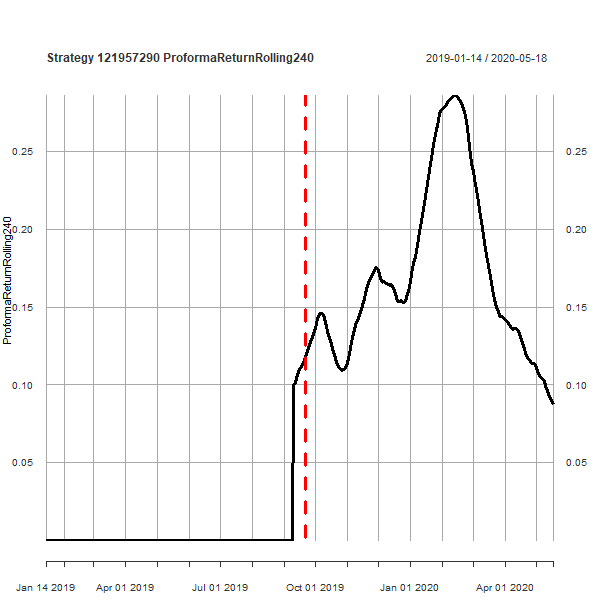 Strategy 121957290 ProformaReturnRolling240
2019-01-14 / 2020-05-18
ProformaReturnRolling240
0.25
0.20
0.15
0.10
0.05
0.25
0.20
0.15
0.10
0.05
Jan 14 2019
Apr 01 2019
Jul 01 2019
Oct 01 2019
Jan 01 2020
Apr 01 2020